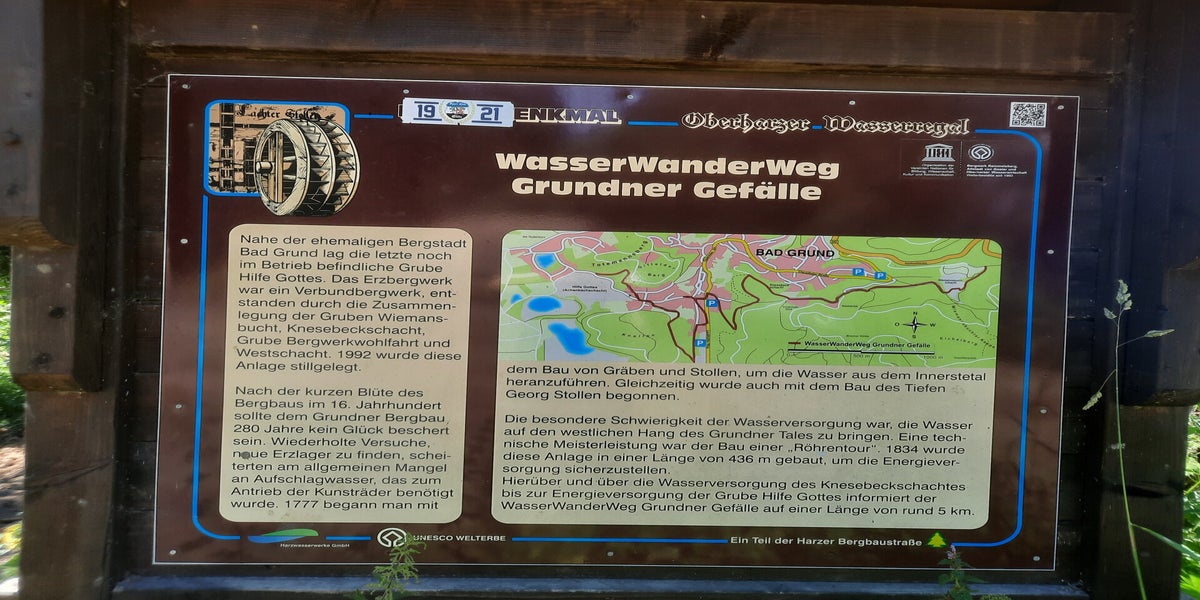 Lachter
19 21
ENKMAL
Oberharzer Wasserregal
WasserWanderWeg
Grundner Gefälle
Nahe der ehemaligen Bergstadt
Bad Grund lag die letzte noch
im Betrieb befindliche Grube
Hilfe Gottes. Das Erzbergwerk
war ein Verbundbergwerk, ent-
standen durch die Zusammen-
legung der Gruben Wiemans-
bucht, Knesebeckschacht,
Grube Bergwerkwohlfahrt und
Westschacht. 1992 wurde diese
Anlage stillgelegt.
Nach der kurzen Blüte des
Bergbaus im 16. Jahrhundert
sollte dem Grundner Bergbau
280 Jahre kein Glück beschert
sein. Wiederholte Versuche,
neue Erzlager zu finden, schei-
terten am allgemeinen Mangel
an Aufschlagwasser, das zum
Antrieb der Kunsträder benötigt
wurde. 1777 begann man mit
BAD GRUND
Hilfe Gottes
(Achenbachschacht)
P P
P
P
N
O W
S
WasserWanderWeg Grundner Gefälle
500 m 1000 m
dem Bau von Gräben und Stollen, um die Wasser aus dem Innerstetal
heranzuführen. Gleichzeitig wurde auch mit dem Bau des Tiefen
Georg Stollen begonnen.
Die besondere Schwierigkeit der Wasserversorgung war, die Wasser
auf den westlichen Hang des Grundner Tales zu bringen. Eine tech-
nische Meisterleistung war der Bau einer „Röhrentour“. 1834 wurde
diese Anlage in einer Länge von 436 m gebaut, um die Energiever-
sorgung sicherzustellen.
Hierüber und über die Wasserversorgung des Knesebeckschachtes
bis zur Energieversorgung der Grube Hilfe Gottes informiert der
WasserWanderWeg Grundner Gefälle auf einer Länge von rund 5 km.
Harzwasserwerke GmbH
UNESCO WELTERBE
Ein Teil der Harzer Bergbaustraße